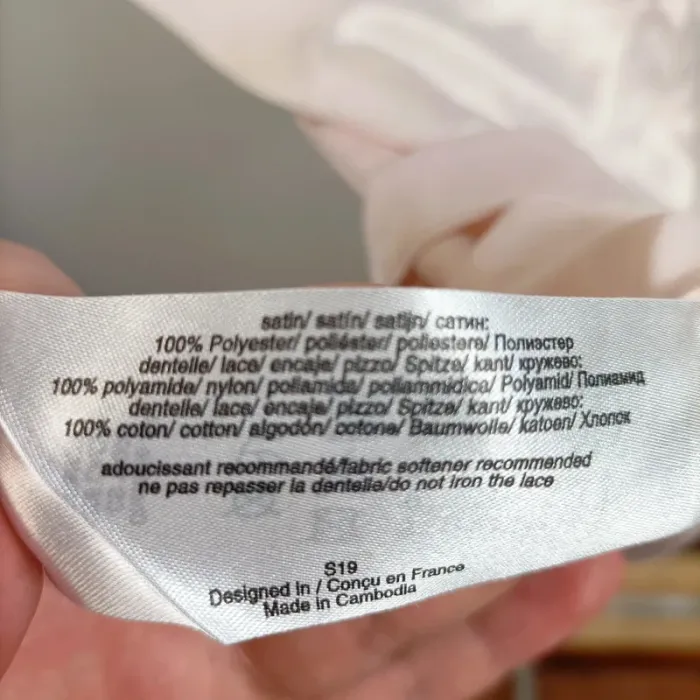 satin/ satín/ satijn/ сатин:
100% Polyester/ poliéster/ poliestere/ Полиэстер
dentelle/ lace/ encaje/ pizzo/ Spitze/ kant/ кружево:
100% polyamide/ nylon/ poliamida/ poliammidica/ Polyamid/ Полиамид
dentelle/ lace/ encaje/ pizzo/ Spitze/ kant/ кружево:
100% coton/ cotton/ algodón/ cotone/ Baumwolle/ katoen/ Хлопок
adoucissant recommandé/fabric softener recommended
ne pas repasser la dentelle/do not iron the lace
S19
Designed in / Conçu en France
Made in Cambodia